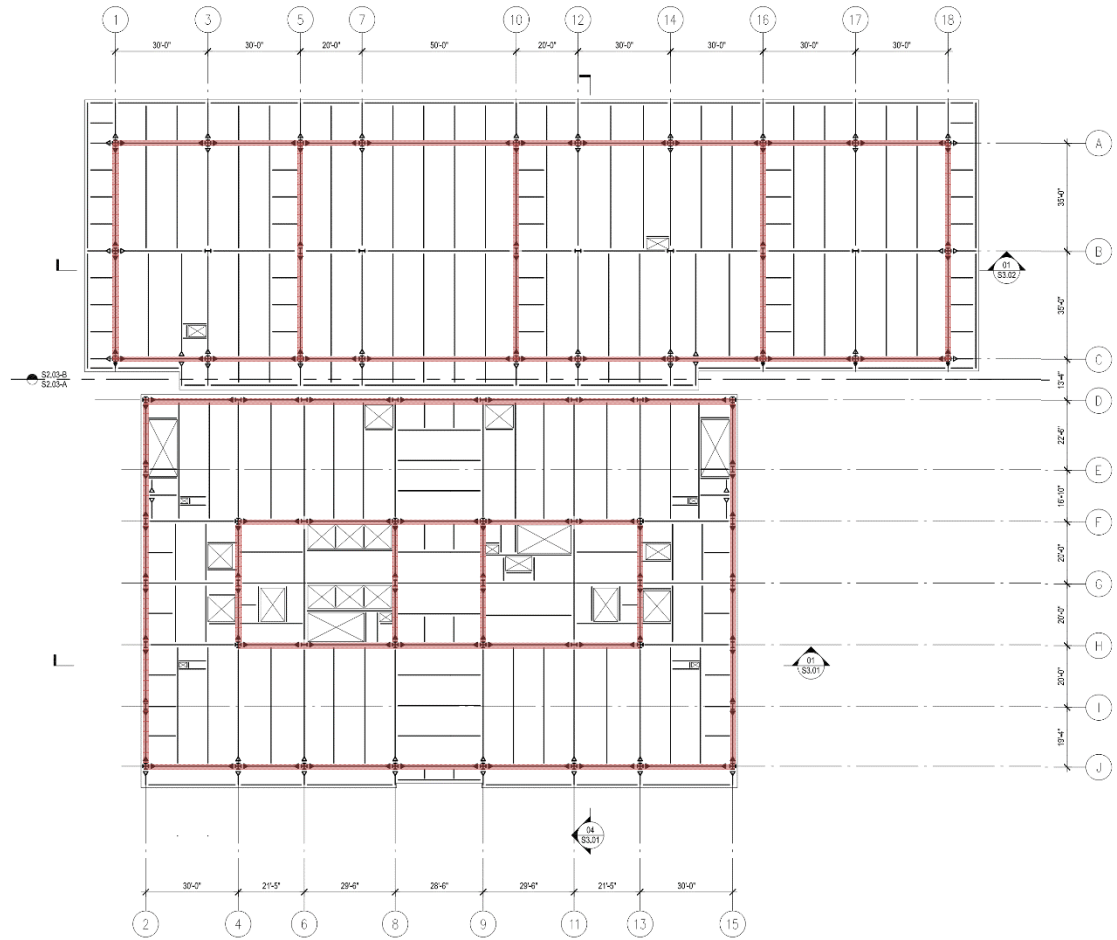 1 3 5 7 10 12 14 16 17 18
30'-0" 30'-0" 20'-0" 50'-0" 20'-0" 30'-0" 30'-0" 30'-0" 30'-0"
A
35'-0"
B
01
S3.02
35'-0"
C
S2.03-B
S2.03-A
13'-4"
D
22'-6"
E
16'-10"
F
20'-0"
G
20'-0"
H
01
S3.01
20'-0"
I
19'-4"
J
04
S3.01
30'-0" 21'-5" 29'-6" 28'-6" 29'-6" 21'-5" 30'-0"
2 4 6 8 9 11 13 15